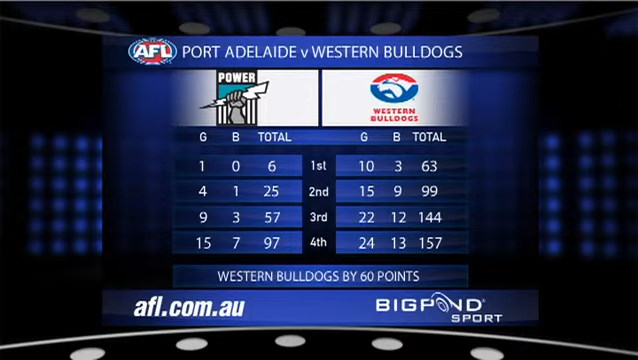 AFL PORT ADELAIDE v WESTERN BULLDOGS
POWER
WESTERN
BULLDOGS
G B TOTAL G B TOTAL
1 0 6 1st 10 3 63
4 1 25 2nd 15 9 99
9 3 57 3rd 22 12 144
15 7 97 4th 24 13 157
WESTERN BULLDOGS BY 60 POINTS
afl.com.au BIGPOND
SPORT